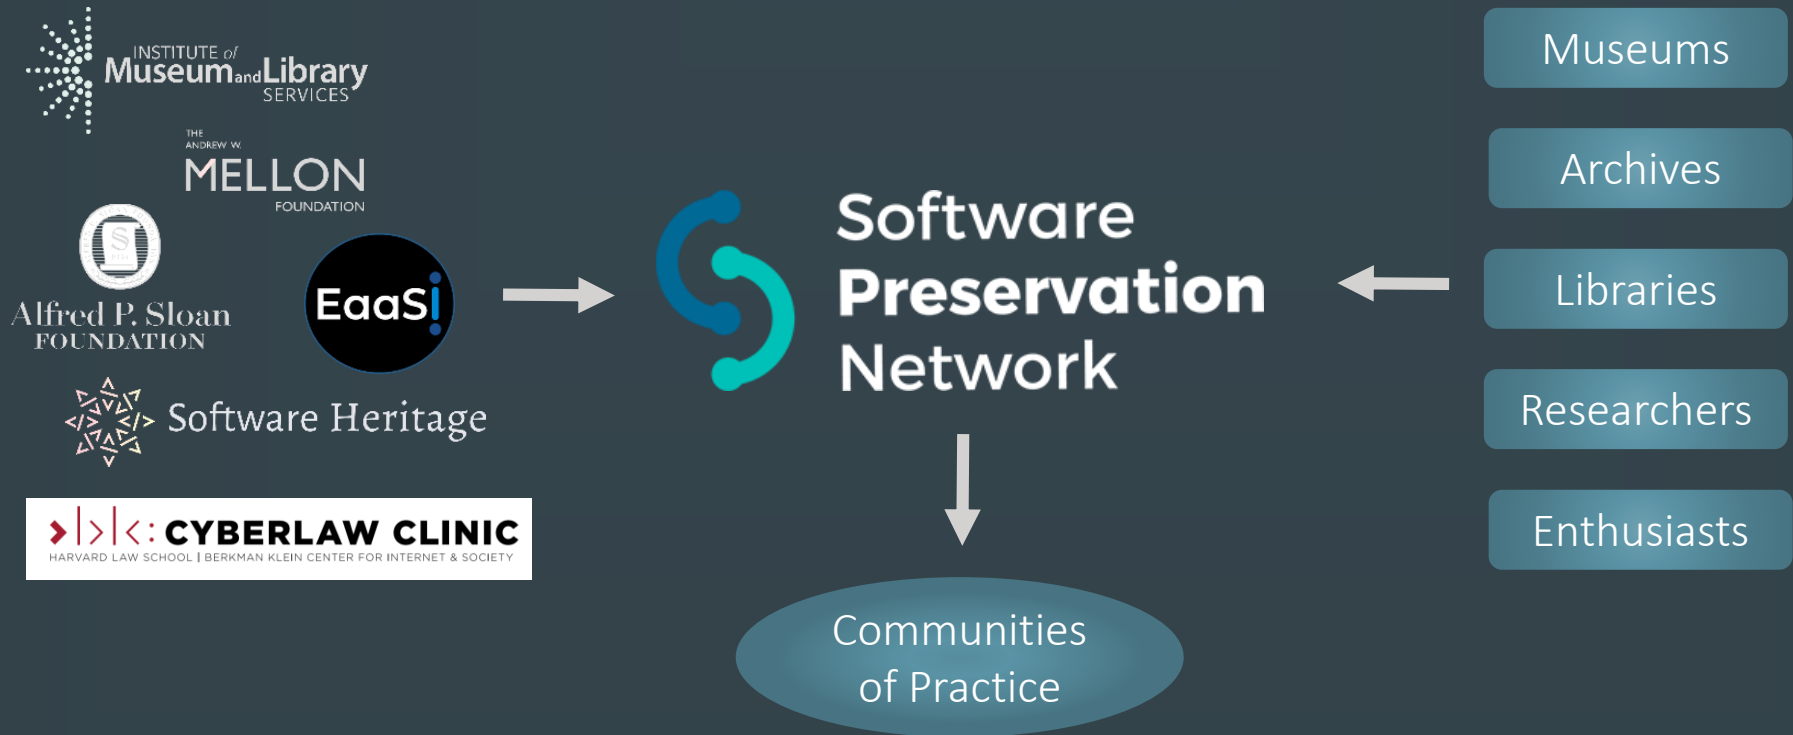 INSTITUTE of
Museum and Library
SERVICES
THE
ANDREW W.
MELLON
FOUNDATION
Alfred P. Sloan
FOUNDATION
EaaSi
Software Heritage
CYBERLAW CLINIC
HARVARD LAW SCHOOL | BERKMAN KLEIN CENTER FOR INTERNET & SOCIETY
Software
Preservation
Network
Communities
of Practice
Museums
Archives
Libraries
Researchers
Enthusiasts